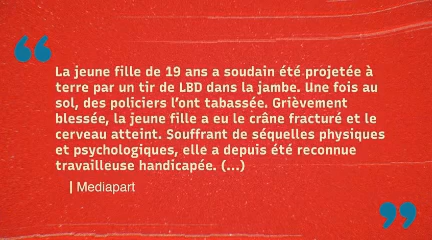 “
La jeune fille de 19 ans a soudain été projetée à
terre par un tir de LBD dans la jambe. Une fois au
sol, des policiers l’ont tabassée. Grièvement
blessée, la jeune fille a eu le crâne fracturé et le
cerveau atteint. Souffrant de séquelles physiques
et psychologiques, elle a depuis été reconnue
travailleuse handicapée. (...)
| Mediapart
”